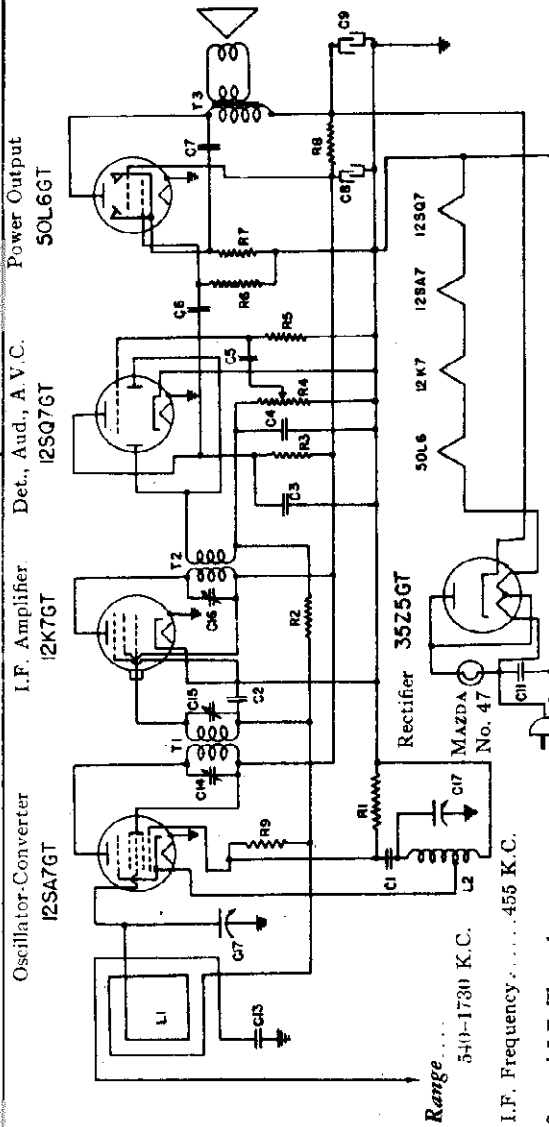 Oscillator-Converter
12SA7GT
I.F. Amplifier
12K7GT
Det., Aud., A.V.C.
12SQ7GT
Power Output
50L6GT
L1
C17
C13
R9
C14
T1
C15
C2
C16
T2
R2
C3
R3
C4
R4
C5
R5
C6
R6
R7
C7
T3
R8
C8
C9
R1
C1
C17
L2
Rectifier 35Z5GT
MAZDA
No. 47
C11
50L6
12K7
12SA7
12SQ7
Range....
540-1730 K.C.
I.F. Frequency......455 K.C.